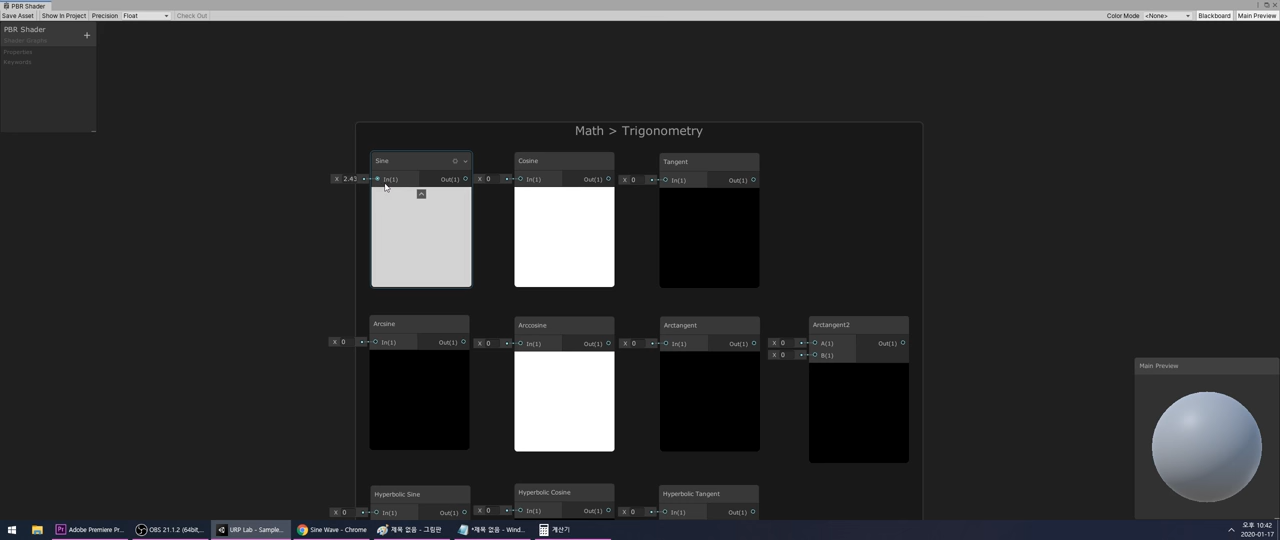 PBR Shader
Save Asset Show In Project Precision Float Check Out Color Mode <None> Blackboard Main Preview
PBR Shader
Shader Graphs
Properties
Keywords
Math > Trigonometry
Sine
X 2.43 In(1) Out(1)
Cosine
X 0 In(1) Out(1)
Tangent
X 0 In(1) Out(1)
Arcsine
X 0 In(1) Out(1)
Arccosine
X 0 In(1) Out(1)
Arctangent
X 0 In(1) Out(1)
Arctangent2
X 0 A(1) Out(1)
X 0 B(1)
Main Preview
Hyperbolic Sine
X 0 In(1) Out(1)
Hyperbolic Cosine
X 0 In(1) Out(1)
Hyperbolic Tangent
X 0 In(1) Out(1)
Adobe Premiere Pr... OBS 21.1.2 (64bit,... URP Lab - Sample... Sine Wave - Chrome 제목 없음 - 그림판 *제목 없음 - Wind... 계산기
오후 10:42
2020-01-17